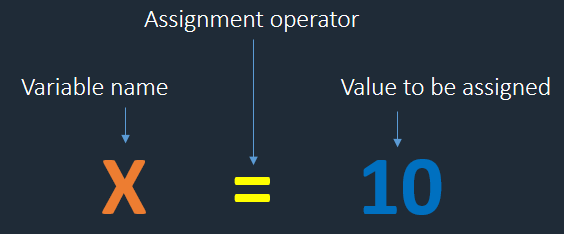 Assignment operator
Variable name
Value to be assigned
X = 10